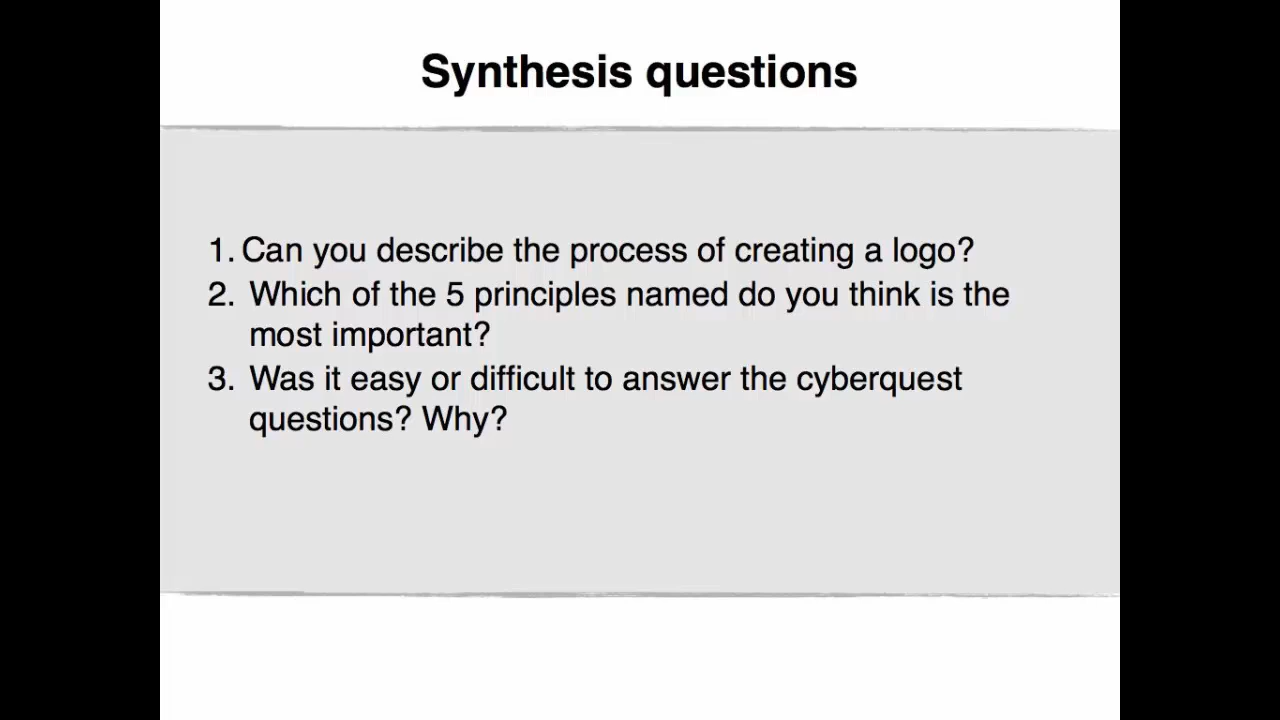 Synthesis questions
1. Can you describe the process of creating a logo?
2. Which of the 5 principles named do you think is the
most important?
3. Was it easy or difficult to answer the cyberquest
questions? Why?